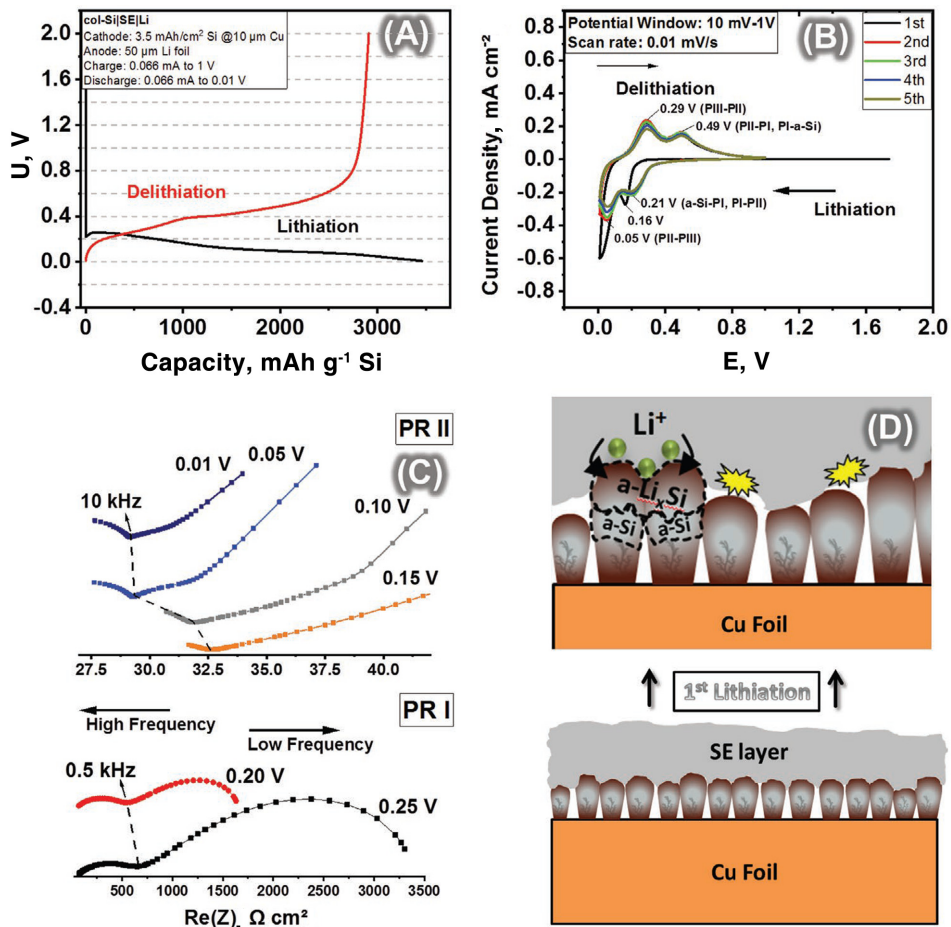 (A)
col-Si|SE|Li
Cathode: 3.5 mAh/cm² Si @10 µm Cu
Anode: 50 µm Li foil
Charge: 0.066 mA to 1 V
Discharge: 0.066 mA to 0.01 V
U, V
2.0
1.6
1.2
0.8
0.4
0.0
-0.4
Delithiation
Lithiation
0
1000
2000
3000
Capacity, mAh g⁻¹ Si
(B)
Potential Window: 10 mV-1V
Scan rate: 0.01 mV/s
1st
2nd
3rd
4th
5th
Current Density, mA cm⁻²
0.8
0.6
0.4
0.2
0.0
-0.2
-0.4
-0.6
-0.8
Delithiation
0.29 V (PIII-PII)
0.49 V (PII-PI, PI-a-Si)
0.21 V (a-Si-PI, PI-PII)
0.16 V
0.05 V (PII-PIII)
Lithiation
0.0
0.4
0.8
1.2
1.6
2.0
E, V
PR II
(C)
0.01 V
0.05 V
0.10 V
0.15 V
10 kHz
27.5
30.0
32.5
35.0
37.5
40.0
PR I
High Frequency
Low Frequency
0.5 kHz
0.20 V
0.25 V
500
1000
1500
2000
2500
3000
3500
Re(Z), Ω cm²
(D)
Li⁺
a-LiₓSi
a-Si
a-Si
Cu Foil
1st Lithiation
SE layer
Cu Foil